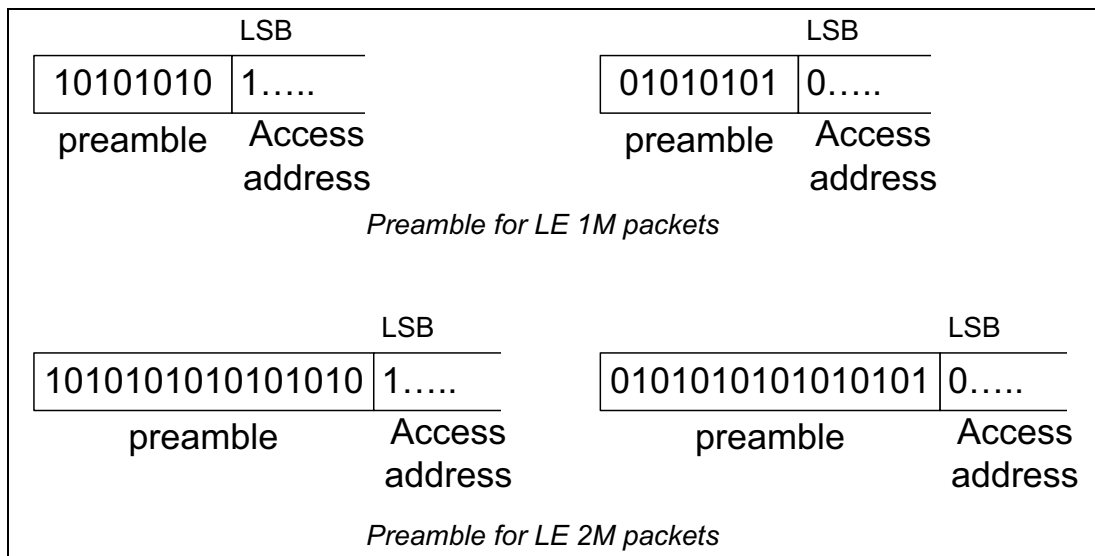 LSB LSB
10101010 1..... 01010101 0.....
preamble Access preamble Access
address address
Preamble for LE 1M packets
LSB LSB
1010101010101010 1..... 0101010101010101 0.....
preamble Access preamble Access
address address
Preamble for LE 2M packets